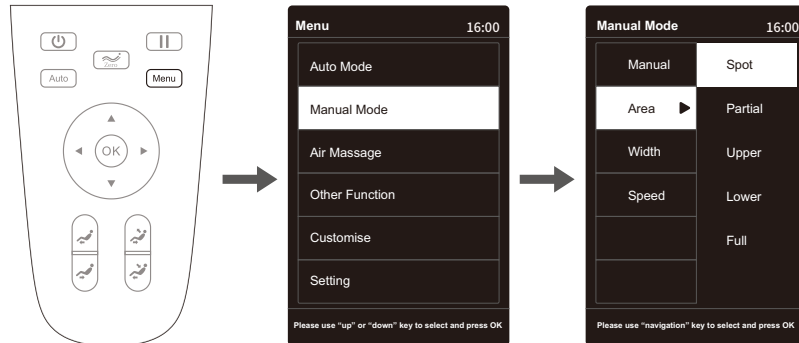 Zero
Auto
Menu
OK
Menu 16:00
Auto Mode
Manual Mode
Air Massage
Other Function
Customise
Setting
Please use “up” or “down” key to select and press OK
Manual Mode 16:00
Manual Spot
Area Partial
Width Upper
Speed Lower
Full
Please use “navigation” key to select and press OK